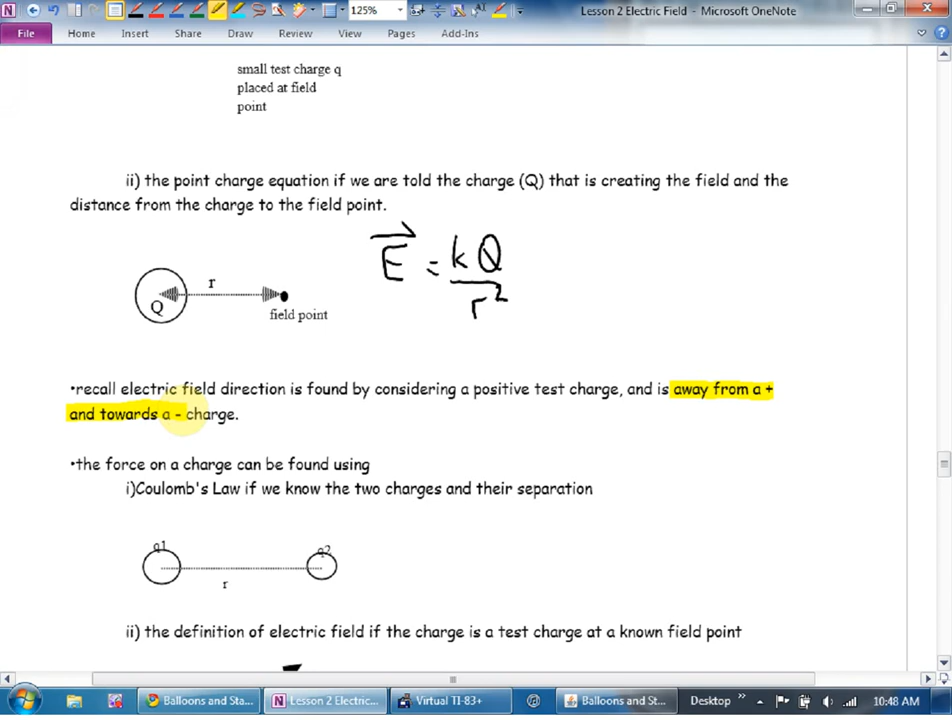 125%
Lesson 2 Electric Field - Microsoft OneNote
File Home Insert Share Draw Review View Pages Add-Ins
small test charge q
placed at field
point
ii) the point charge equation if we are told the charge (Q) that is creating the field and the
distance from the charge to the field point.
E = kQ
r²
r
Q
field point
•recall electric field direction is found by considering a positive test charge, and is away from a +
and towards a - charge.
•the force on a charge can be found using
i)Coulomb's Law if we know the two charges and their separation
q1
q2
r
ii) the definition of electric field if the charge is a test charge at a known field point
Balloons and Sta... Lesson 2 Electric... Virtual TI-83+ Balloons and St... Desktop » 10:48 AM